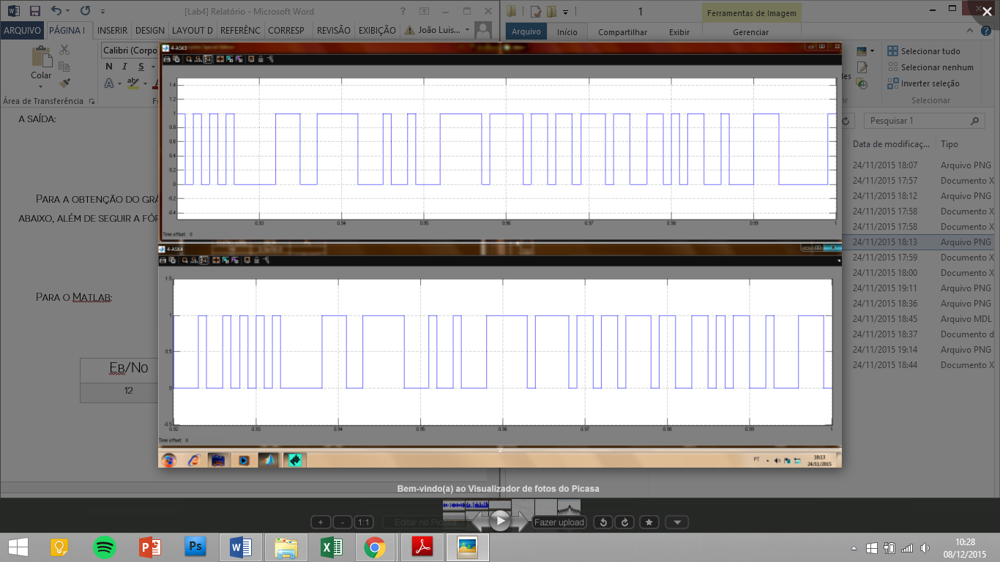 [Lab4] Relatório - Microsoft Word
ARQUIVO PÁGINA I INSERIR DESIGN LAYOUT D REFERÊNC CORRESP REVISÃO EXIBIÇÃO João Luis...
Calibri (Corpo
Colar
N I S
Área de Transferência
1
Ferramentas de Imagem
Arquivo Início Compartilhar Exibir Gerenciar
Selecionar tudo
Selecionar nenhum
Inverter seleção
Selecionar
Pesquisar 1
Data de modificaç... Tipo
24/11/2015 18:07 Arquivo PNG
24/11/2015 17:57 Documento X
24/11/2015 18:12 Arquivo PNG
24/11/2015 17:58 Documento X
24/11/2015 17:58 Documento X
24/11/2015 18:13 Arquivo PNG
24/11/2015 17:59 Documento X
24/11/2015 18:00 Documento X
24/11/2015 19:11 Arquivo PNG
24/11/2015 18:36 Arquivo PNG
24/11/2015 18:45 Arquivo MDL
24/11/2015 18:37 Documento d
24/11/2015 19:14 Arquivo PNG
24/11/2015 18:44 Documento X
A SAÍDA:
PARA A OBTENÇÃO DO GRÁ
ABAIXO, ALÉM DE SEGUIR A FÓR
PARA O MATLAB:
EB/NO
12
4-ASK3
1.4
1.2
1
0.8
0.6
0.4
0.2
0
-0.2
-0.4
0.93 0.94 0.95 0.96 0.97 0.98 0.99 1
Time offset: 0
4-ASK4
1.5
1
0.5
0
-0.5
0.92 0.93 0.94 0.95 0.96 0.97 0.98 0.99 1
Time offset: 0
PT
18:13
24/11/2015
Bem-vindo(a) ao Visualizador de fotos do Picasa
+ - 1:1 Editar no Picasa Fazer upload
10:28
08/12/2015